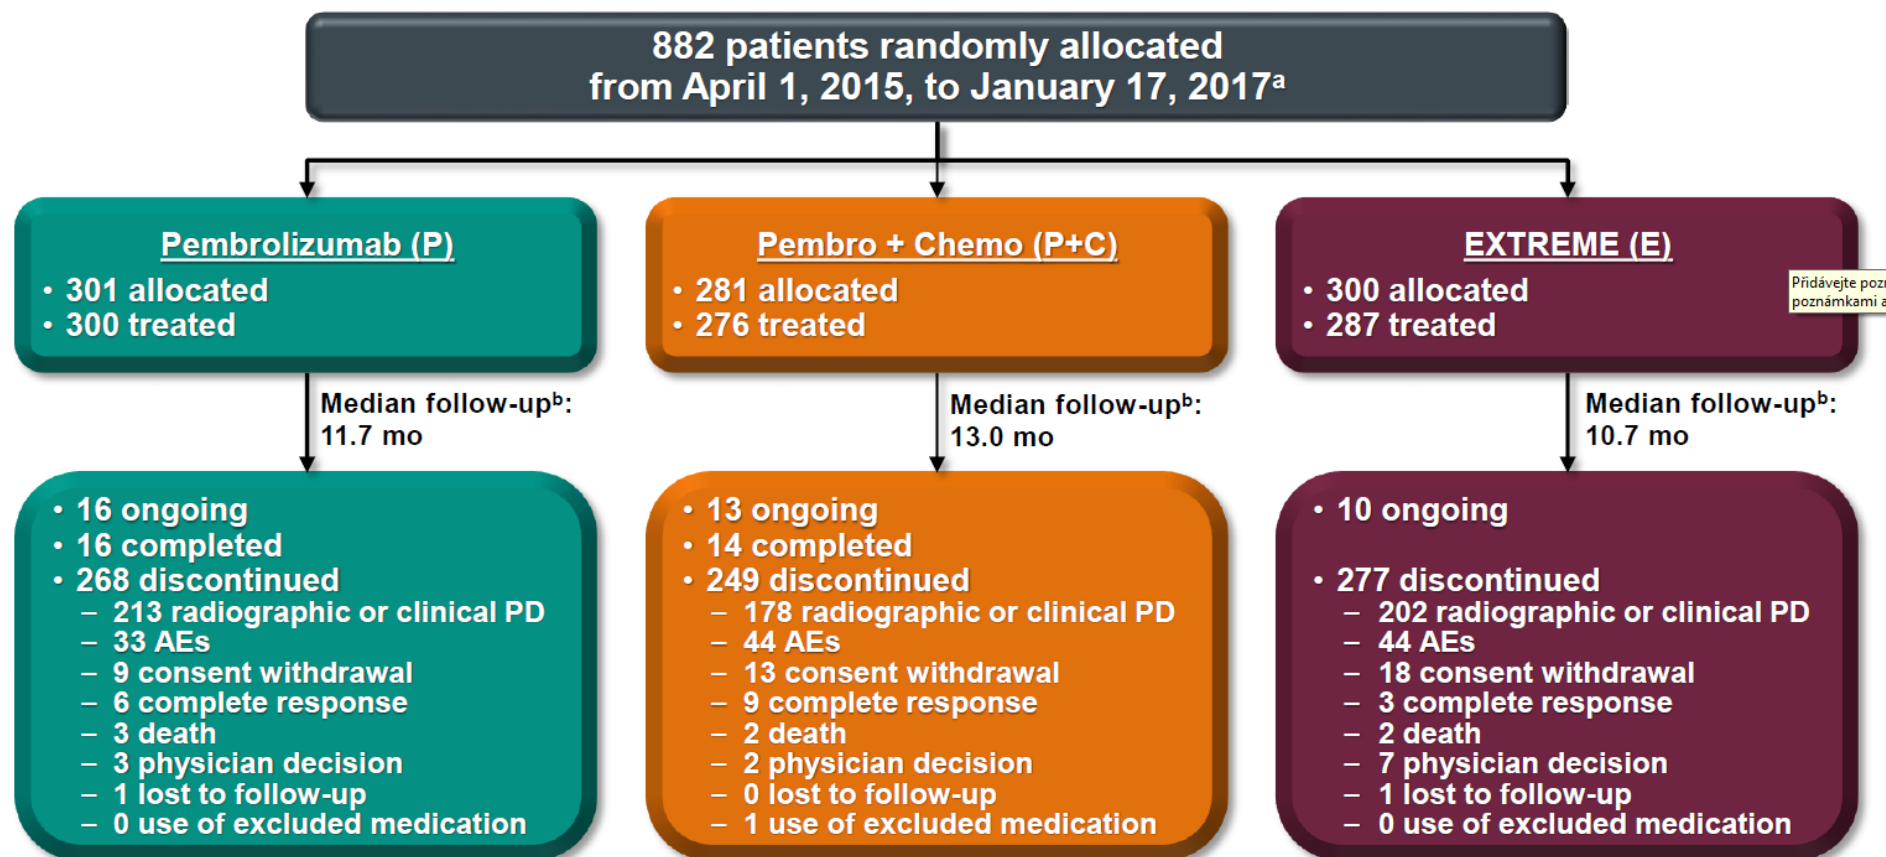 882 patients randomly allocated
from April 1, 2015, to January 17, 2017ᵃ
Pembrolizumab (P)
• 301 allocated
• 300 treated
Pembro + Chemo (P+C)
• 281 allocated
• 276 treated
EXTREME (E)
• 300 allocated
• 287 treated
Přidávejte
poznámkami a
Median follow-upᵇ:
11.7 mo
Median follow-upᵇ:
13.0 mo
Median follow-upᵇ:
10.7 mo
• 16 ongoing
• 16 completed
• 268 discontinued
– 213 radiographic or clinical PD
– 33 AEs
– 9 consent withdrawal
– 6 complete response
– 3 death
– 3 physician decision
– 1 lost to follow-up
– 0 use of excluded medication
• 13 ongoing
• 14 completed
• 249 discontinued
– 178 radiographic or clinical PD
– 44 AEs
– 13 consent withdrawal
– 9 complete response
– 2 death
– 2 physician decision
– 0 lost to follow-up
– 1 use of excluded medication
• 10 ongoing
• 277 discontinued
– 202 radiographic or clinical PD
– 44 AEs
– 18 consent withdrawal
– 3 complete response
– 2 death
– 7 physician decision
– 1 lost to follow-up
– 0 use of excluded medication